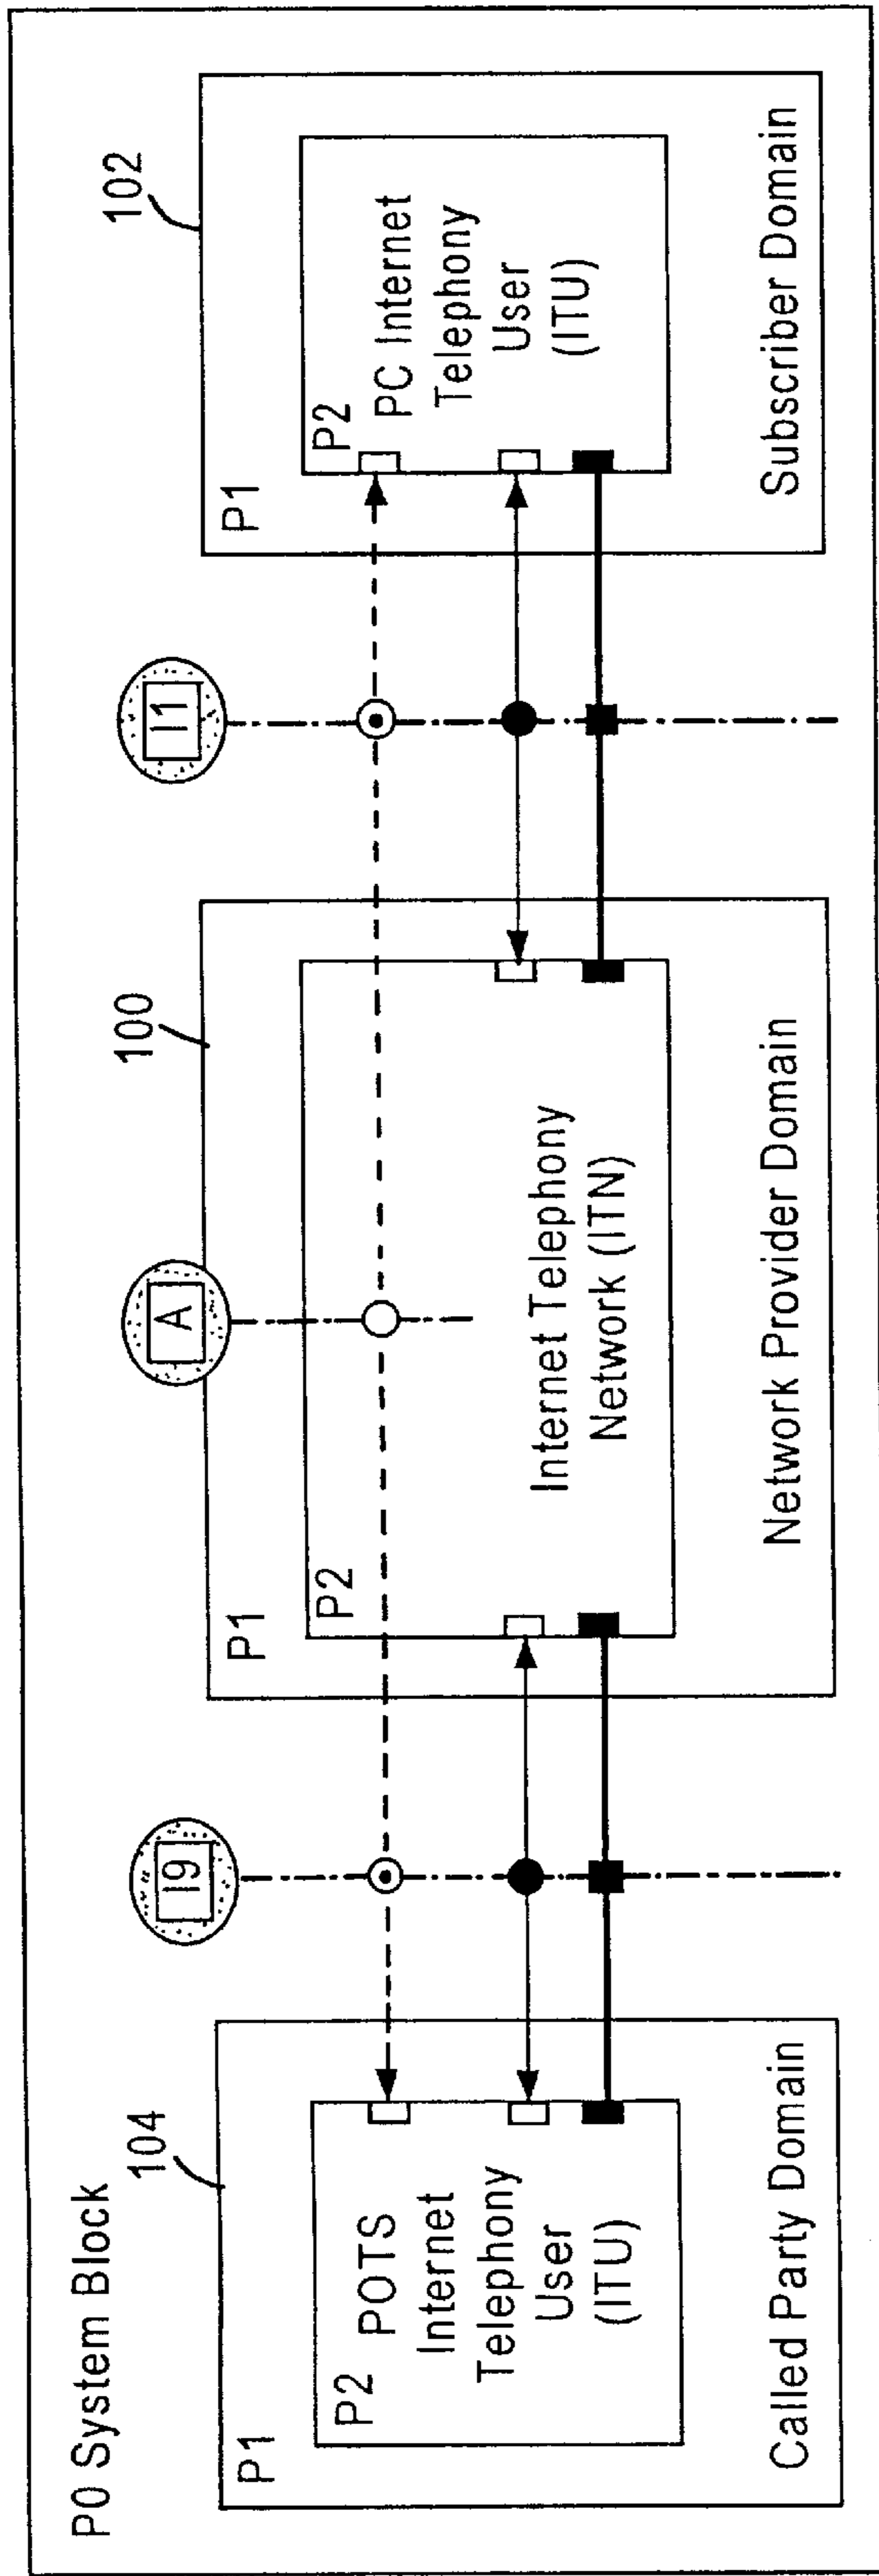 P0 System Block
104
P1
P2
POTS
Internet
Telephony
User
(ITU)
Called Party Domain
I9
A
100
P1
P2
Internet Telephony
Network (ITN)
Network Provider Domain
I1
102
P1
P2
PC Internet
Telephony
User
(ITU)
Subscriber Domain